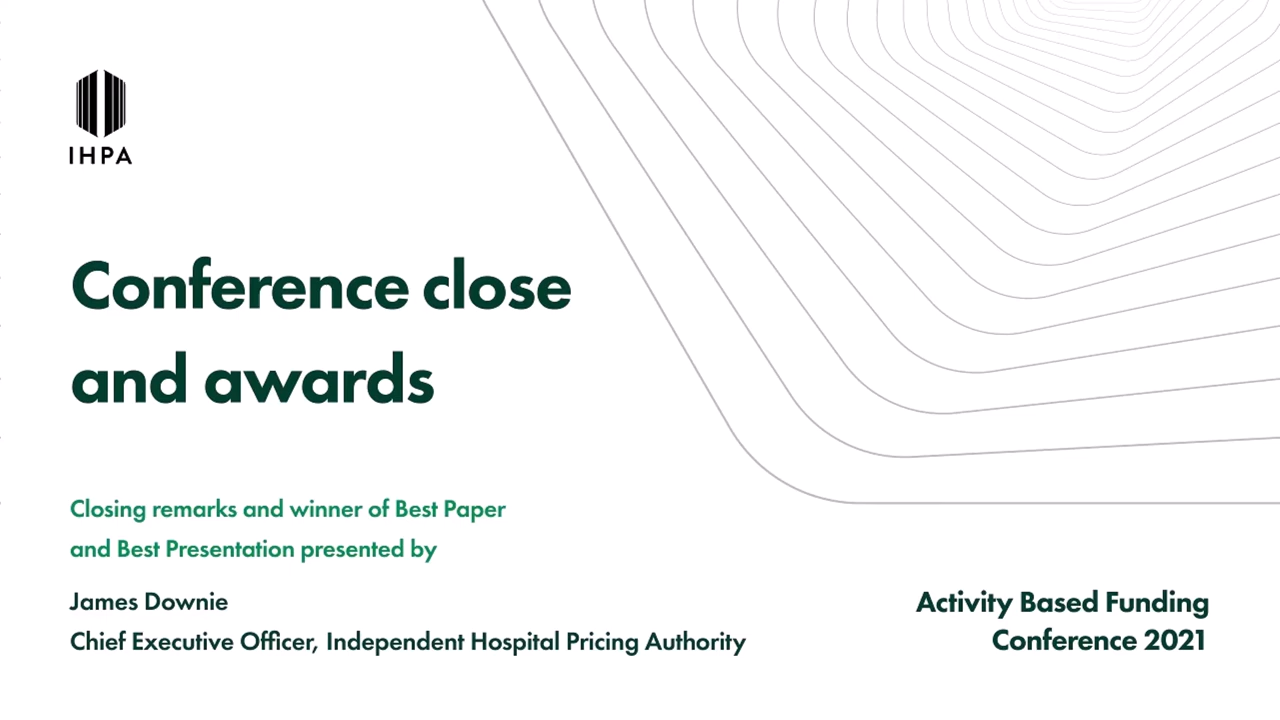 IHPA
Conference close
and awards
Closing remarks and winner of Best Paper
and Best Presentation presented by
James Downie
Chief Executive Officer, Independent Hospital Pricing Authority
Activity Based Funding
Conference 2021